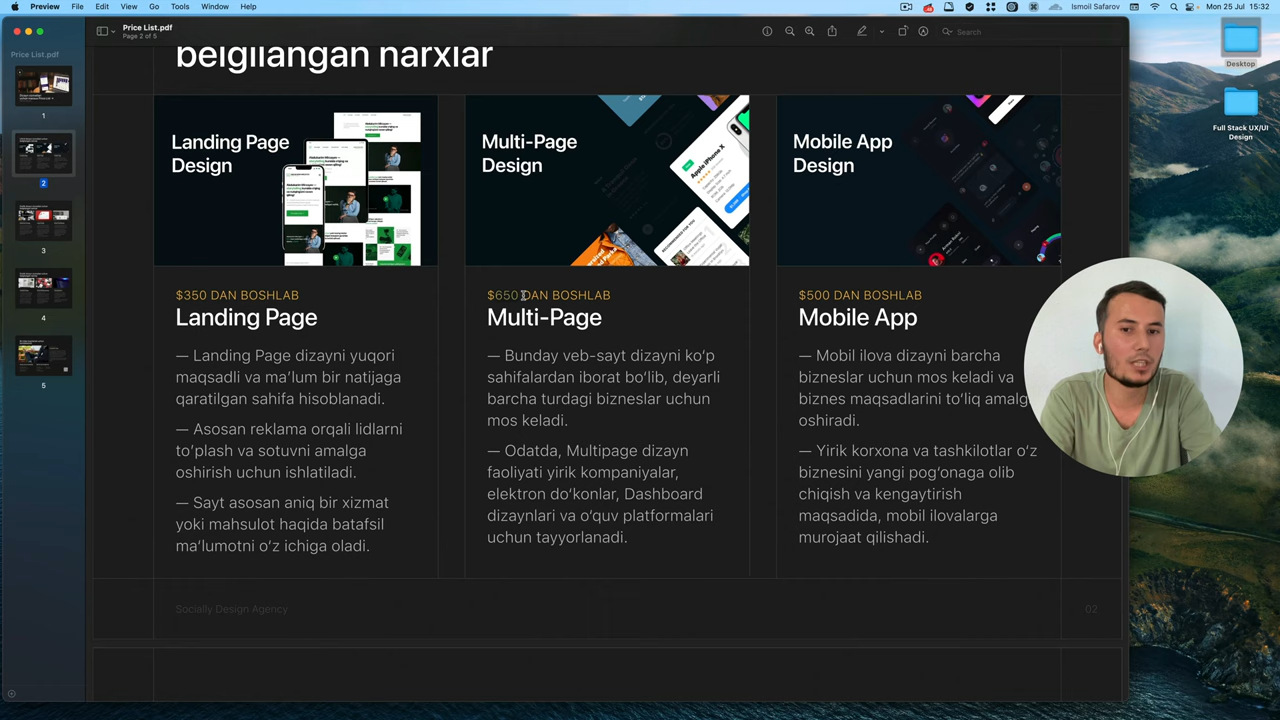 Preview File Edit View Go Tools Window Help
Ismoil Safarov Mon 25 Jul 15:32
Price List.pdf
Page 2 of 5
Search
Price List.pdf
1
2
3
4
5
Desktop
Full Stack UX/UI
Design
belgilangan narxlar
Landing Page
Design
Multi-Page
Design
Apple iPhone X
Mobile App
Design
$350 DAN BOSHLAB
Landing Page
— Landing Page dizayni yuqori
maqsadli va ma’lum bir natijaga
qaratilgan sahifa hisoblanadi.
— Asosan reklama orqali lidlarni
to‘plash va sotuvni amalga
oshirish uchun ishlatiladi.
— Sayt asosan aniq bir xizmat
yoki mahsulot haqida batafsil
ma’lumotni o‘z ichiga oladi.
$650 DAN BOSHLAB
Multi-Page
— Bunday veb-sayt dizayni ko‘p
sahifalardan iborat bo‘lib, deyarli
barcha turdagi bizneslar uchun
mos keladi.
— Odatda, Multipage dizayn
faoliyati yirik kompaniyalar,
elektron do‘konlar, Dashboard
dizaynlari va o‘quv platformalari
uchun tayyorlanadi.
$500 DAN BOSHLAB
Mobile App
— Mobil ilova dizayni barcha
bizneslar uchun mos keladi va
biznes maqsadlarini to‘liq amalg
oshiradi.
— Yirik korxona va tashkilotlar o‘z
biznesini yangi pog‘onaga olib
chiqish va kengaytirish
maqsadida, mobil ilovalarga
murojaat qilishadi.
Socially Design Agency
02